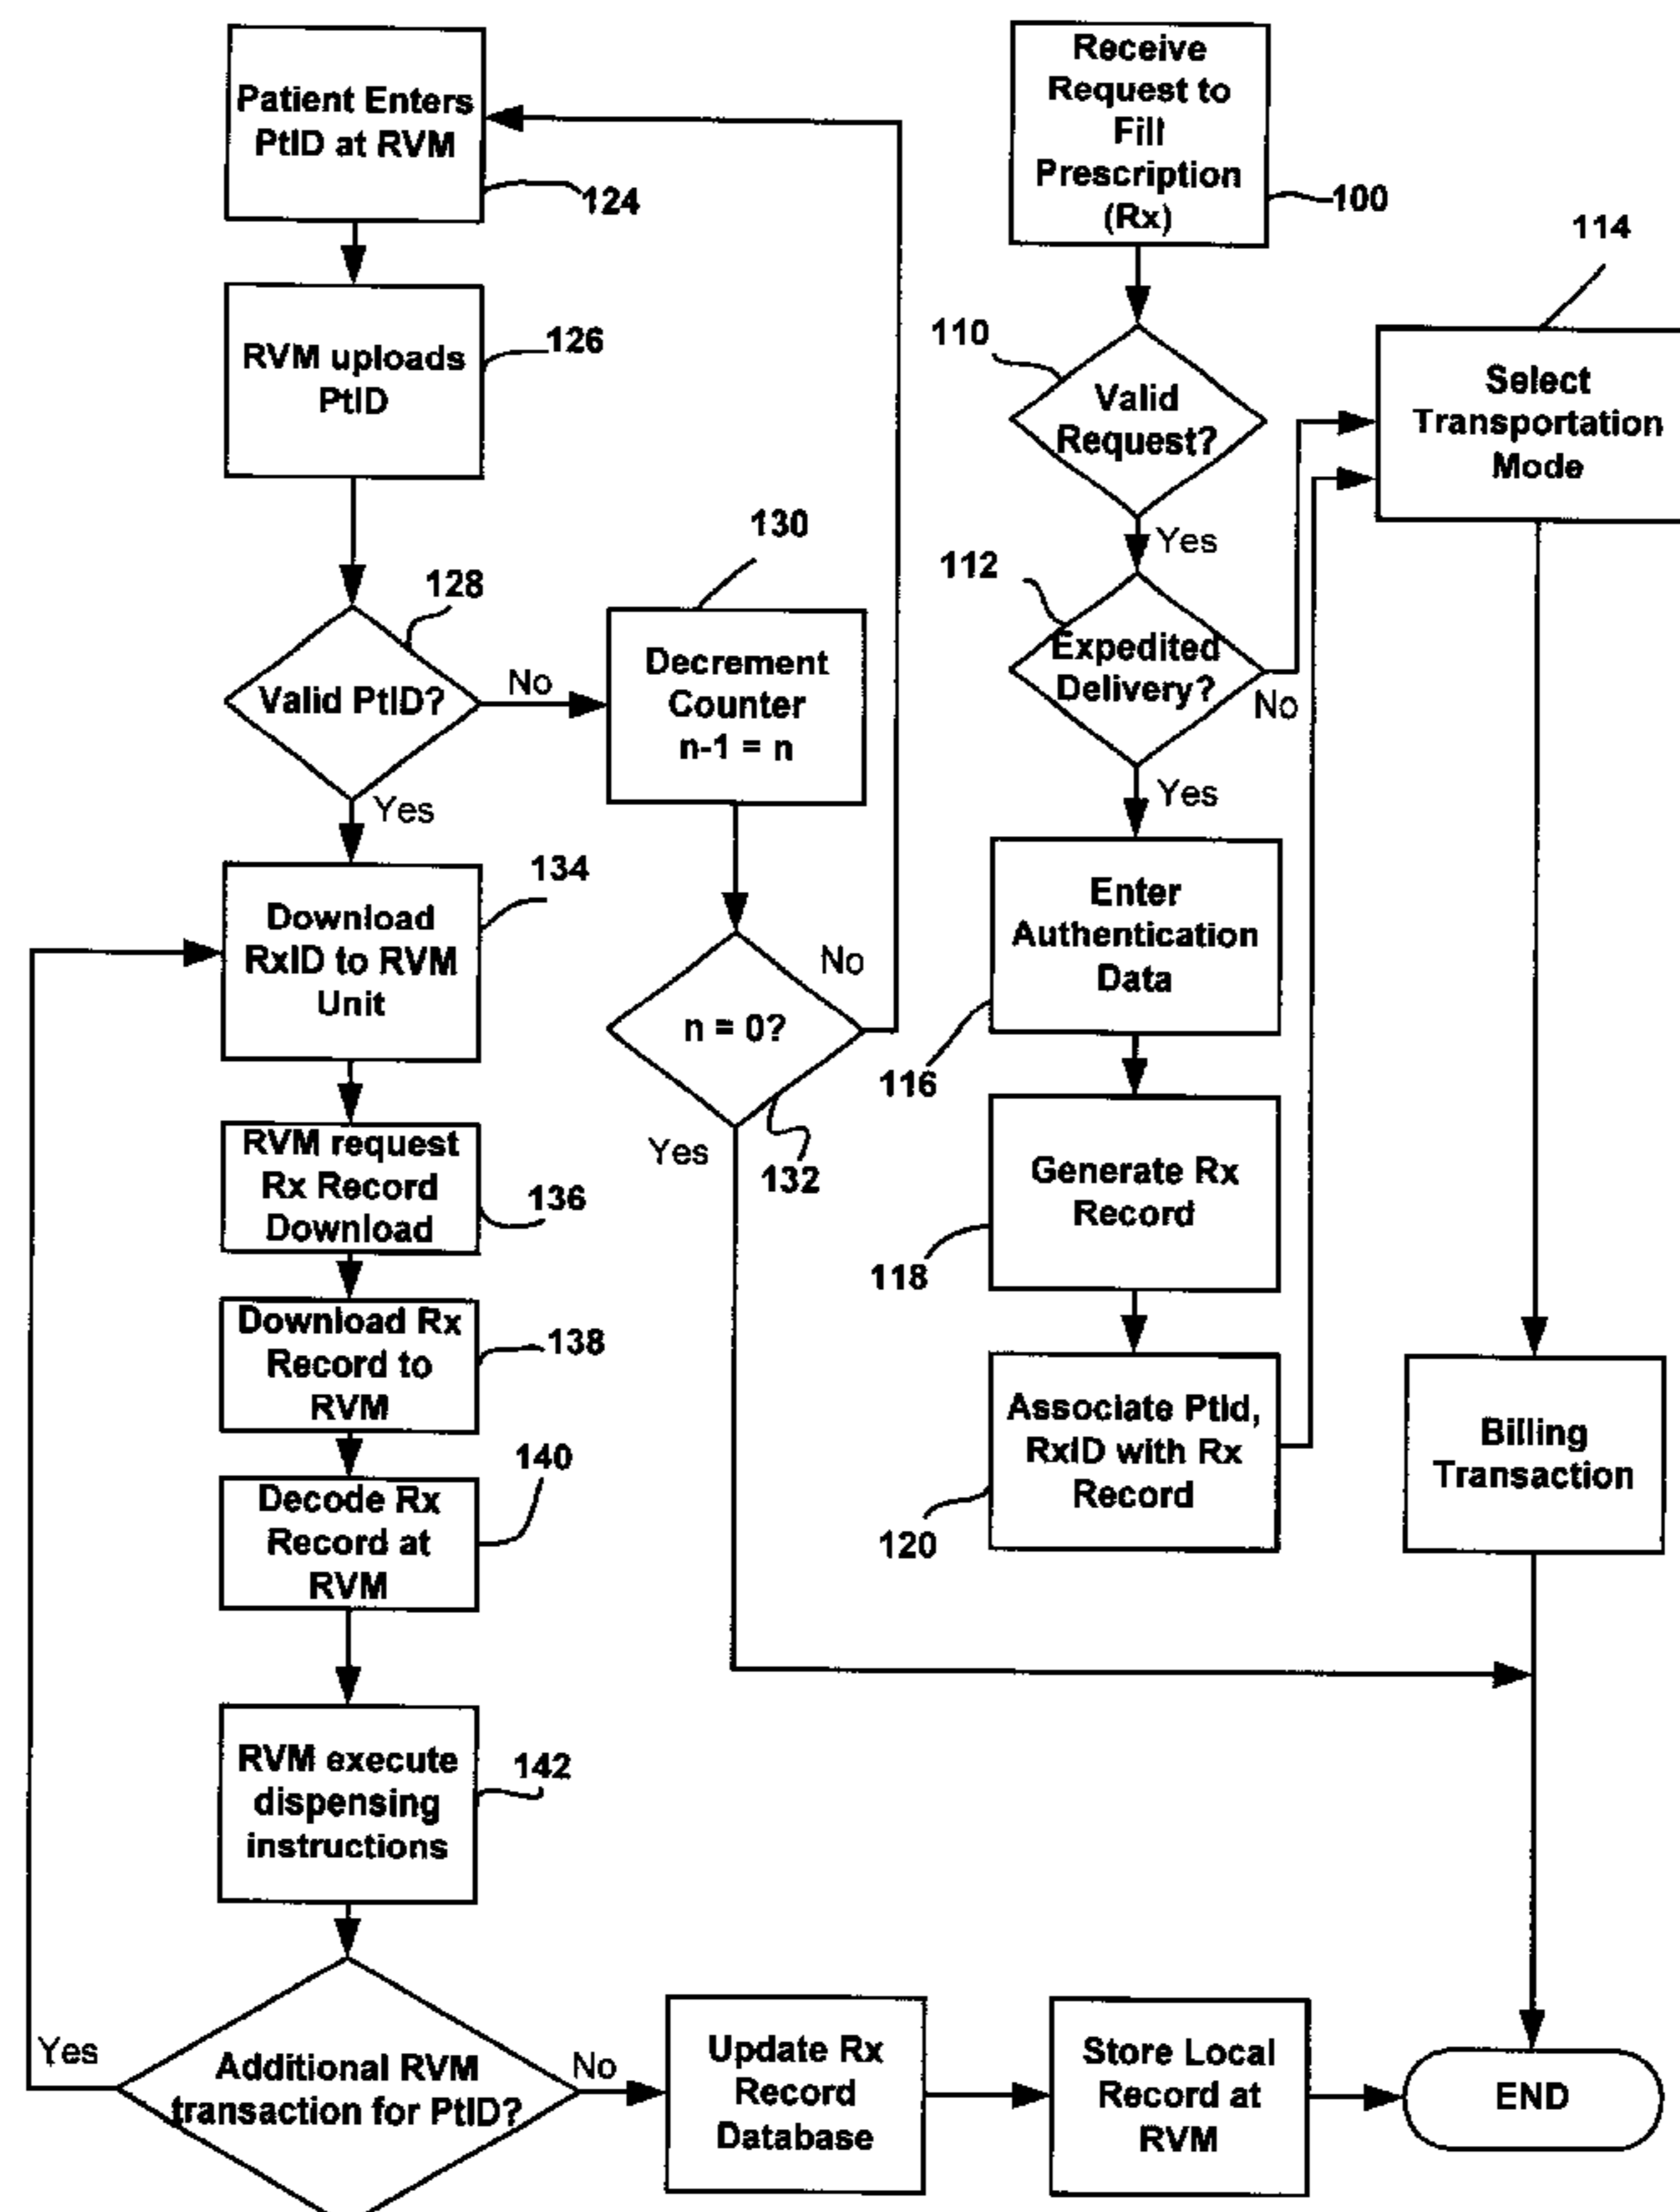 Patient Enters
PtID at RVM
124
RVM uploads
PtID
126
128
Valid PtID?
No
Yes
130
Decrement
Counter
n-1 = n
n = 0?
No
Yes
132
Download
RxID to RVM
Unit
134
RVM request
Rx Record
Download
136
Download Rx
Record to
RVM
138
Decode Rx
Record at
RVM
140
RVM execute
dispensing
instructions
142
Additional RVM
transaction for PtID?
Yes
No
Update Rx
Record
Database
Store Local
Record at
RVM
END
Receive
Request to
Fill
Prescription
(Rx)
100
110
Valid
Request?
Yes
112
Expedited
Delivery?
No
Yes
Enter
Authentication
Data
116
Generate Rx
Record
118
Associate PtId,
RxID with Rx
Record
120
114
Select
Transportation
Mode
Billing
Transaction